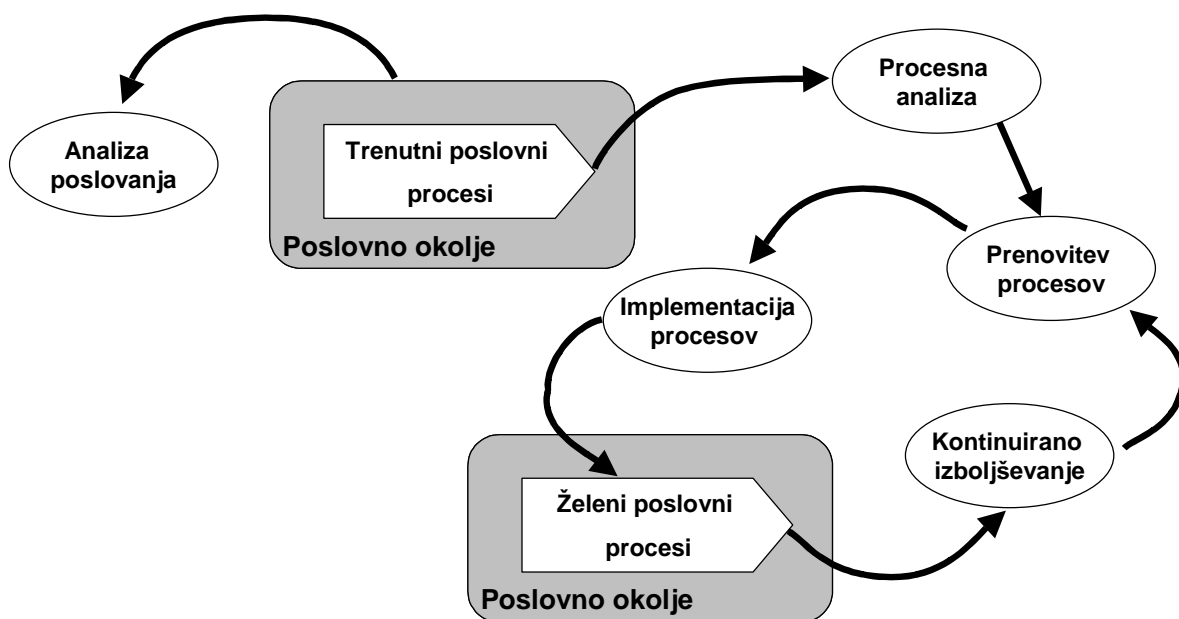 Analiza
poslovanja
Trenutni poslovni
procesi
Poslovno okolje
Procesna
analiza
Prenovitev
procesov
Implementacija
procesov
Kontinuirano
izboljševanje
Želeni poslovni
procesi
Poslovno okolje